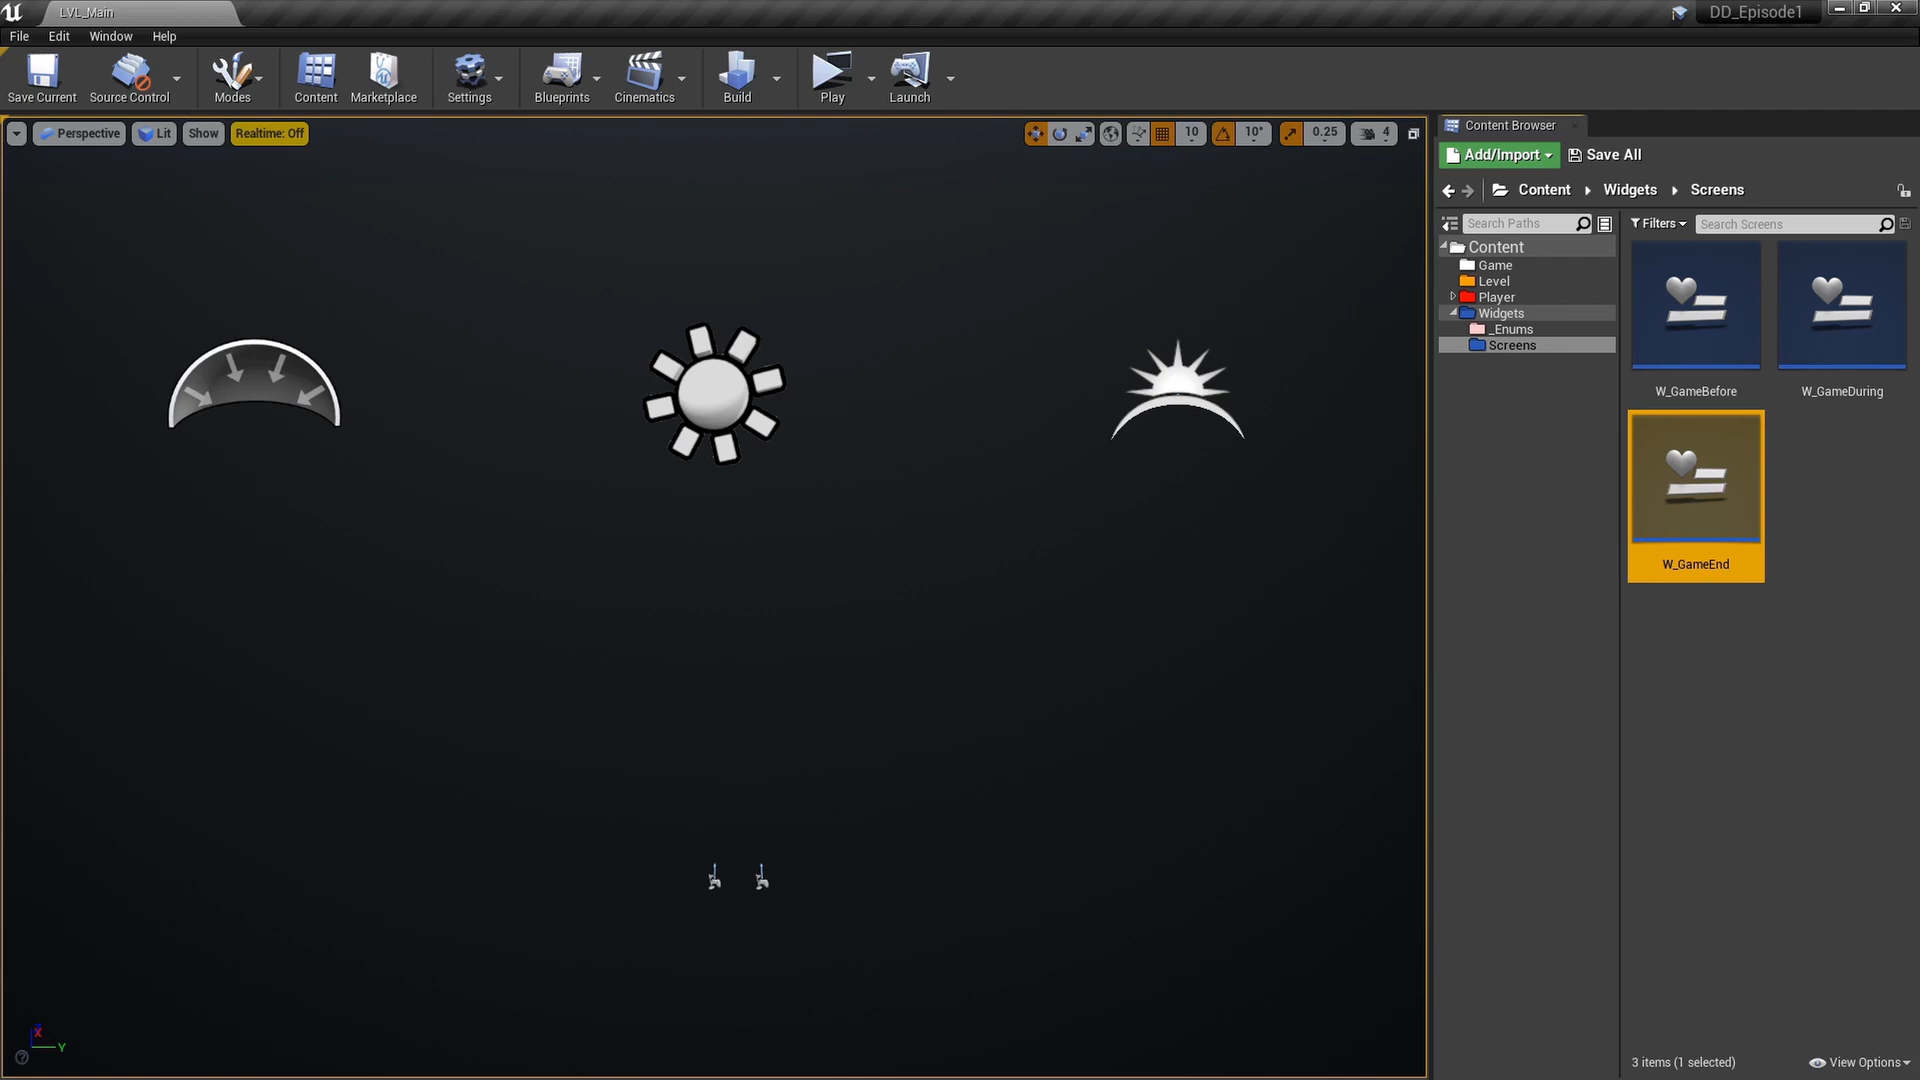 LVL_Main
DD_Episode1
File Edit Window Help
Save Current Source Control Modes Content Marketplace Settings Blueprints Cinematics Build Play Launch
Perspective Lit Show Realtime: Off 10 10° 0.25 4
Content Browser
Add/Import Save All
Content Widgets Screens
Search Paths Filters Search Screens
Content
Game
Level
Player
Widgets
_Enums
Screens
W_GameBefore W_GameDuring
W_GameEnd
X
Y
3 items (1 selected) View Options